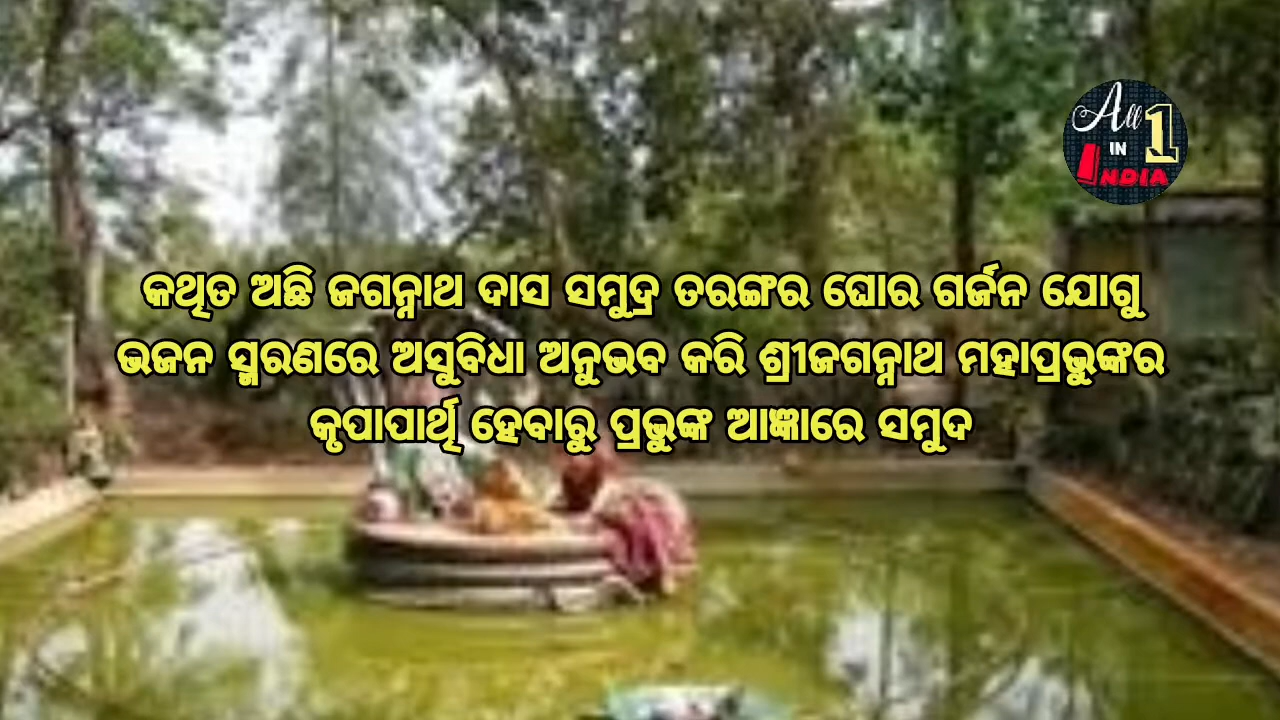 All 1
IN
INDIA
କଥିତ ଅଛି ଜଗନ୍ନାଥ ଦାସ ସମୁଦ୍ର ତରଙ୍ଗର ଘୋର ଗର୍ଜନ ଯୋଗୁ
ଭଜନ ସ୍ମରଣରେ ଅସୁବିଧା ଅନୁଭବ କରି ଶ୍ରୀଜଗନ୍ନାଥ ମହାପ୍ରଭୁଙ୍କର
କୃପାପାର୍ଥି ହେବାରୁ ପ୍ରଭୁଙ୍କ ଆଜ୍ଞାରେ ସମୁଦ